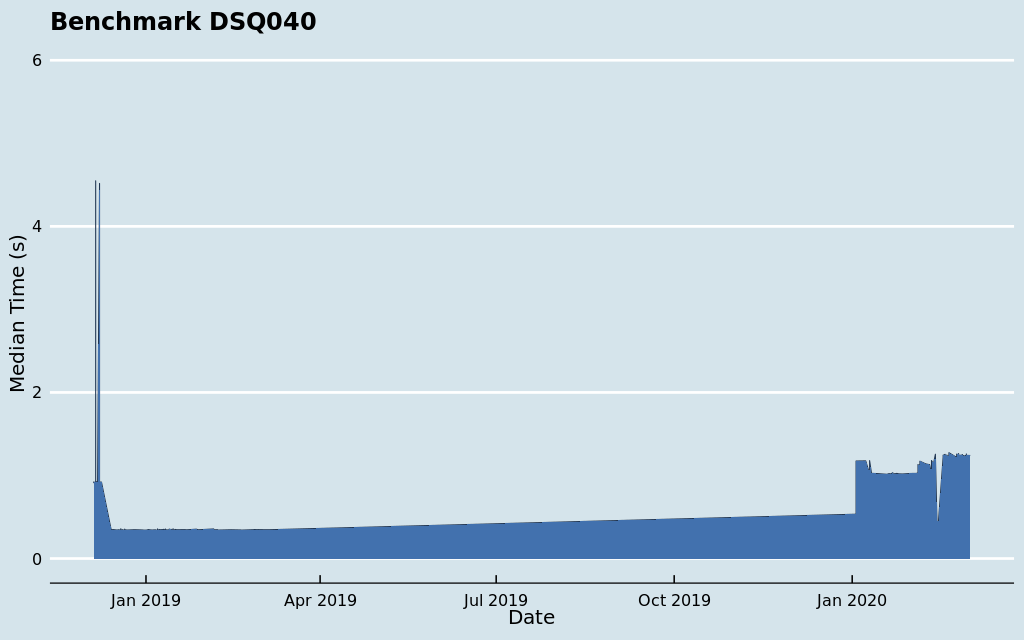 Benchmark DSQ040
Median Time (s)
6
4
2
0
Jan 2019
Apr 2019
Jul 2019
Oct 2019
Jan 2020
Date